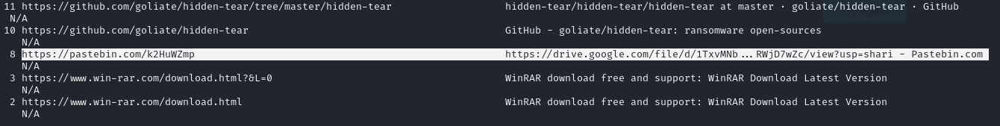 11 https://github.com/goliate/hidden-tear/tree/master/hidden-tear hidden-tear/hidden-tear/hidden-tear at master · goliate/hidden-tear · GitHub
N/A
10 https://github.com/goliate/hidden-tear GitHub - goliate/hidden-tear: ransomware open-sources
N/A
8 https://pastebin.com/k2HuWZmp https://drive.google.com/file/d/1TxvMNb...RWjD7wZc/view?usp=shari - Pastebin.com
N/A
3 https://www.win-rar.com/download.html?&L=0 WinRAR download free and support: WinRAR Download Latest Version
N/A
2 https://www.win-rar.com/download.html WinRAR download free and support: WinRAR Download Latest Version
N/A